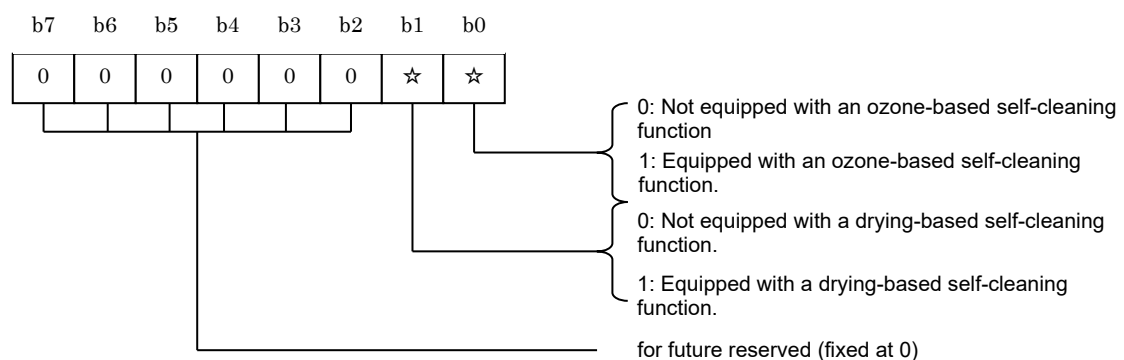 b7 b6 b5 b4 b3 b2 b1 b0
0 0 0 0 0 0 ☆ ☆
0: Not equipped with an ozone-based self-cleaning
function
1: Equipped with an ozone-based self-cleaning
function.
0: Not equipped with a drying-based self-cleaning
function.
1: Equipped with a drying-based self-cleaning
function.
for future reserved (fixed at 0)